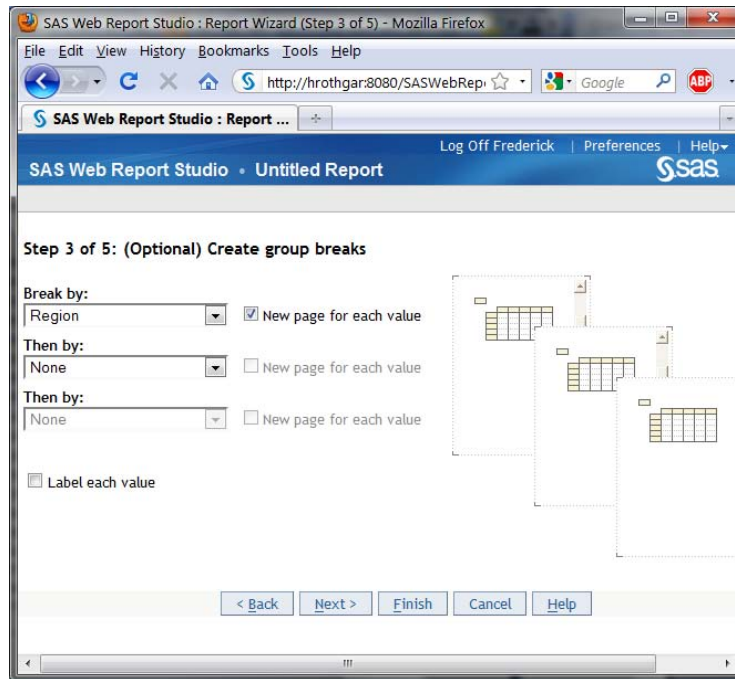 SAS Web Report Studio : Report Wizard (Step 3 of 5) - Mozilla Firefox
File Edit View History Bookmarks Tools Help
http://hrothgar:8080/SASWebRep Google ABP
SAS Web Report Studio : Report ...
Log Off Frederick | Preferences | Help
SAS Web Report Studio • Untitled Report
sas
Step 3 of 5: (Optional) Create group breaks
Break by:
Region New page for each value
Then by:
None New page for each value
Then by:
None New page for each value
Label each value
< Back Next > Finish Cancel Help